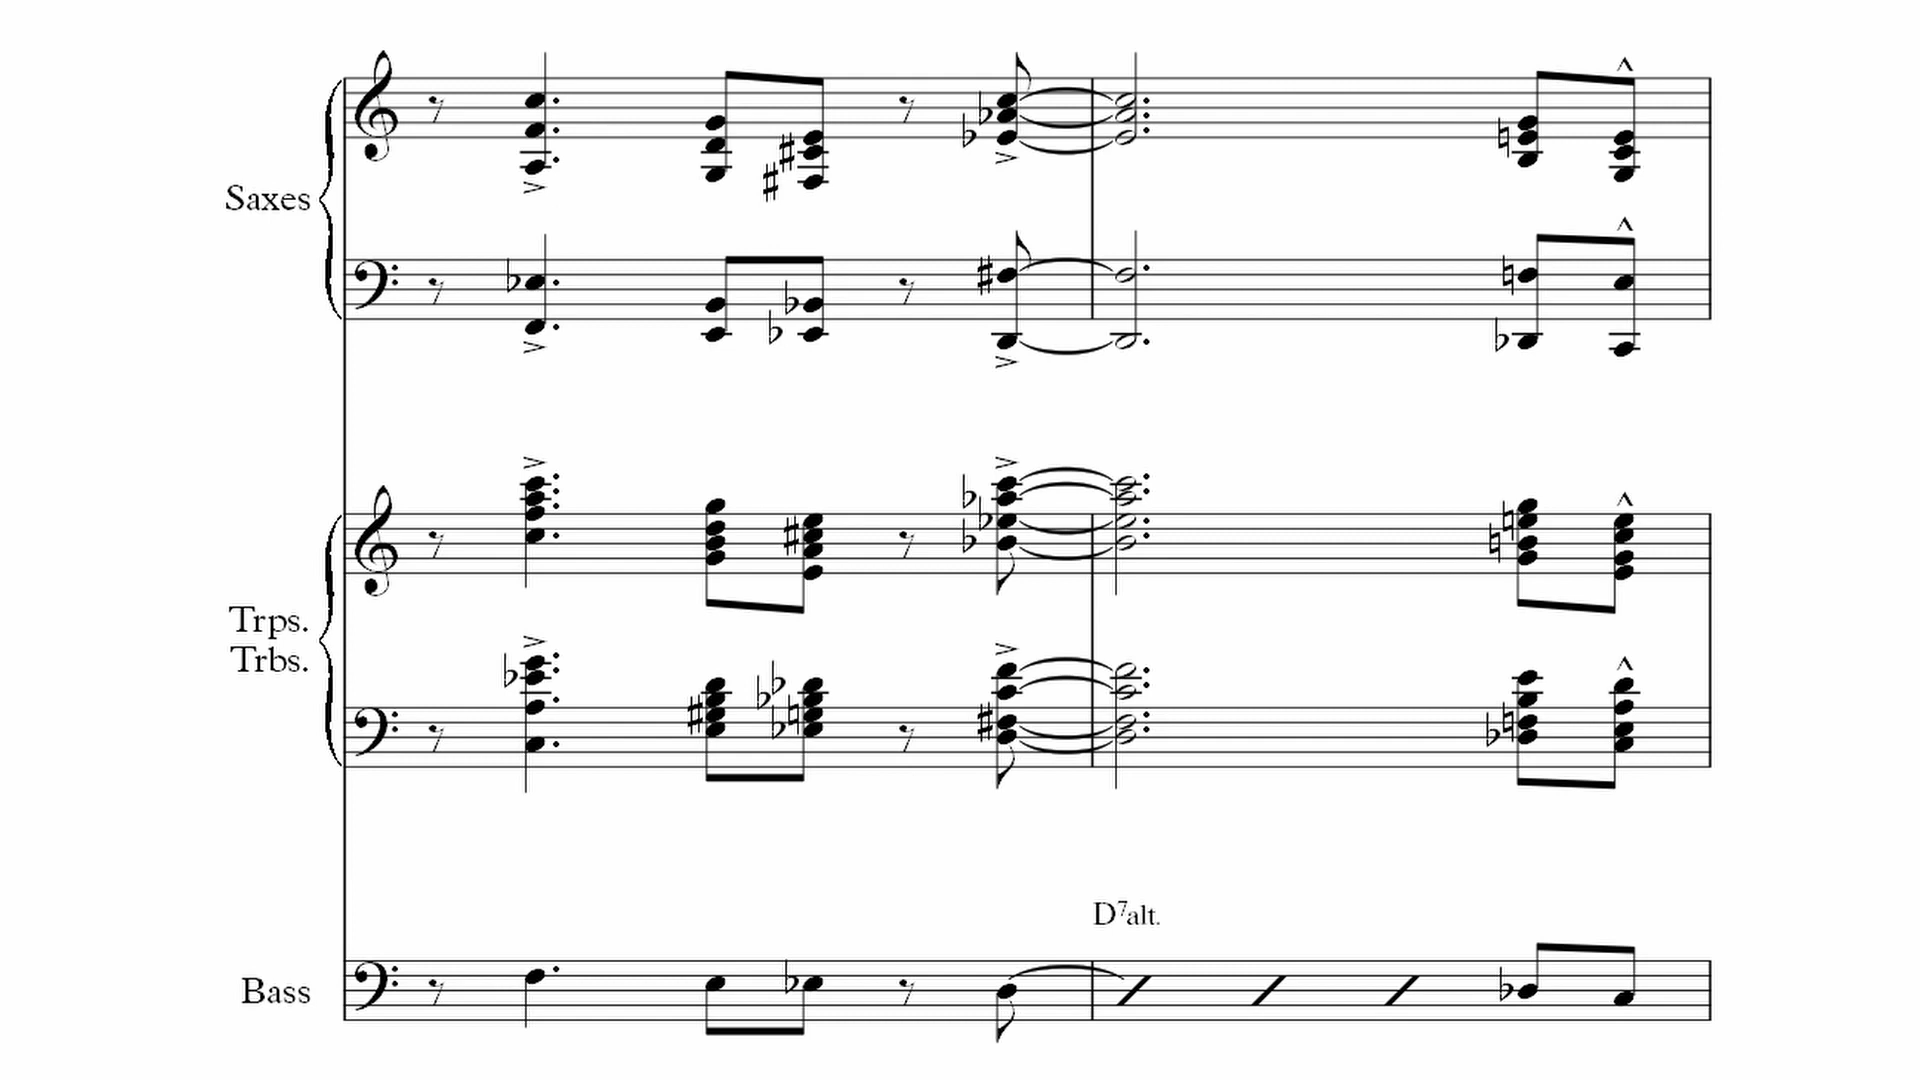 Saxes
Trps.
Trbs.
D7alt.
Bass